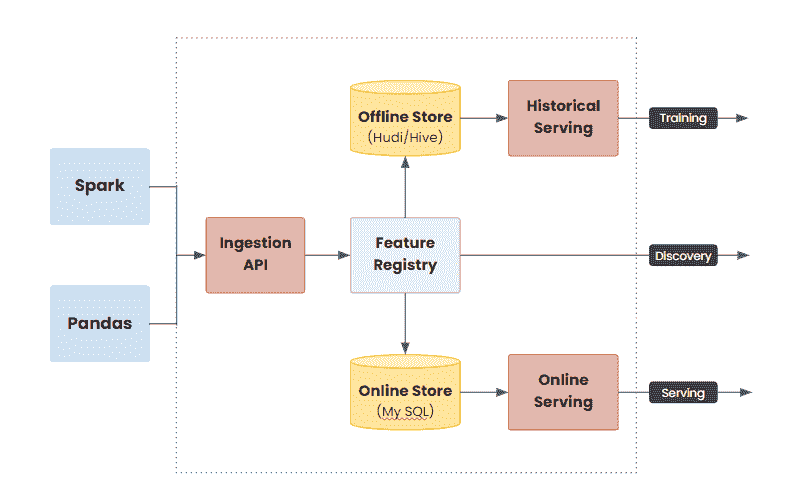 Spark
Pandas
Ingestion
API
Offline Store
(Hudi/Hive)
Feature
Registry
Online Store
(My SQL)
Historical
Serving
Online
Serving
Training
Discovery
Serving